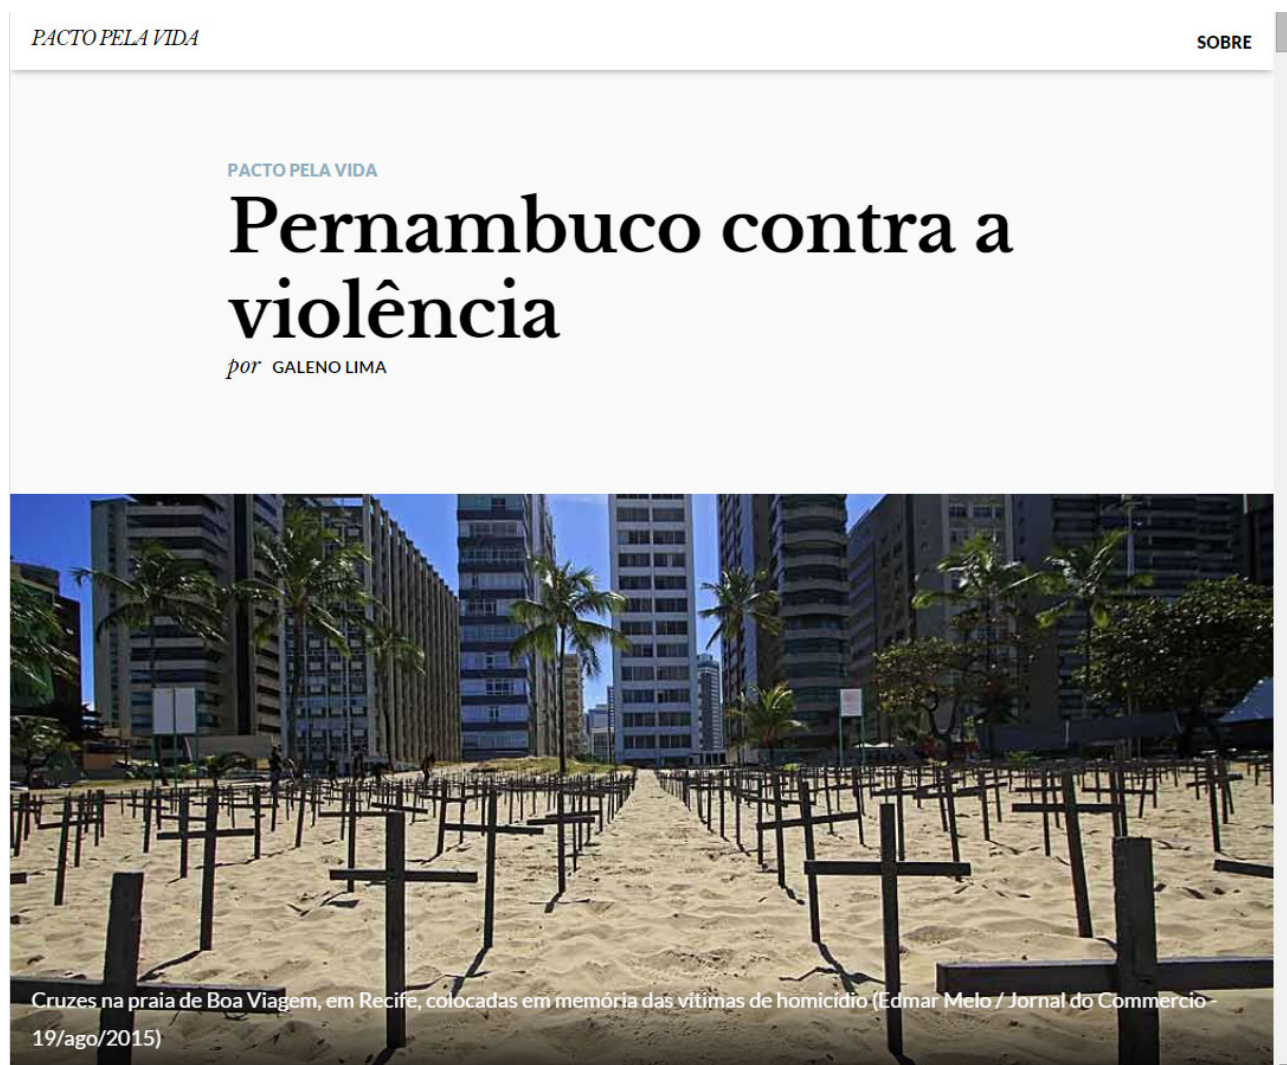 PACTO PELA VIDA
SOBRE
PACTO PELA VIDA
Pernambuco contra a
violência
por GALENO LIMA
Cruzes na praia de Boa Viagem, em Recife, colocadas em memória das vítimas de homicídio (Edmar Melo / Jornal do Commercio -
19/ago/2015)